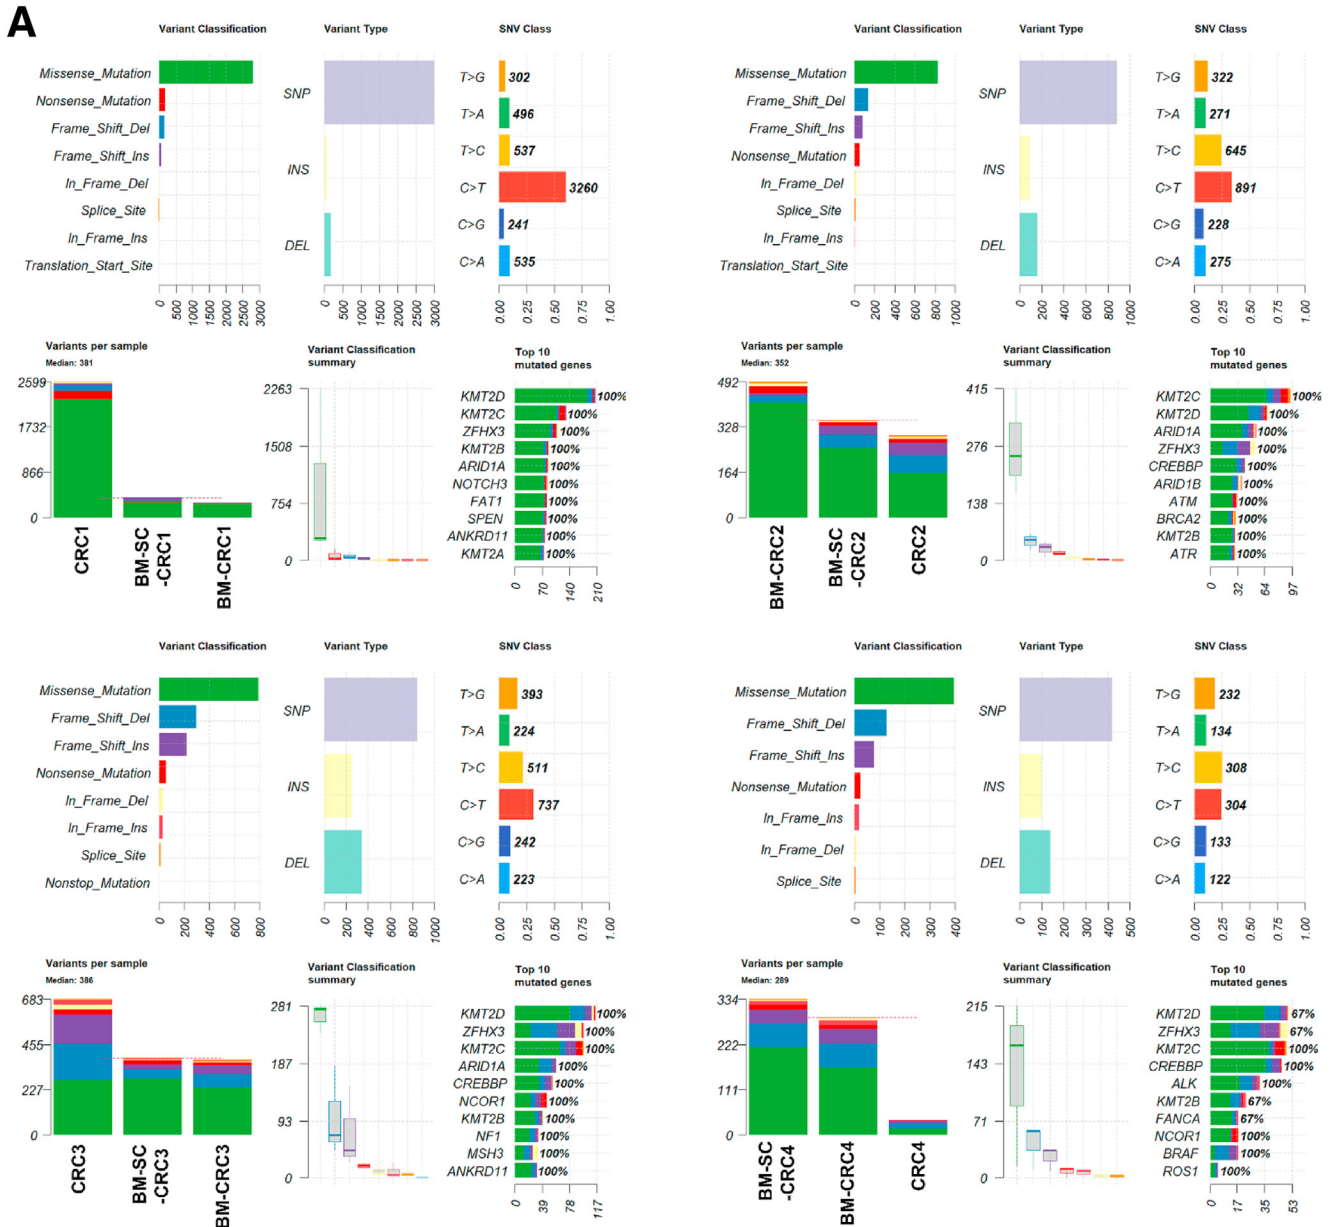 A
Variant Classification
Missense_Mutation
Nonsense_Mutation
Frame_Shift_Del
Frame_Shift_Ins
In_Frame_Del
Splice_Site
In_Frame_Ins
Translation_Start_Site
500
1000
1500
2000
2500
3000
Variant Type
SNP
INS
DEL
0
500
1000
1500
2000
2500
3000
SNV Class
T>G 302
T>A 496
T>C 537
C>T 3260
C>G 241
C>A 535
0.00
0.25
0.50
0.75
1.00
Variant Classification
Missense_Mutation
Frame_Shift_Del
Frame_Shift_Ins
Nonsense_Mutation
In_Frame_Del
Splice_Site
In_Frame_Ins
Translation_Start_Site
0
200
400
600
800
1000
Variant Type
SNP
INS
DEL
0
200
400
600
800
1000
SNV Class
T>G 322
T>A 271
T>C 645
C>T 891
C>G 228
C>A 275
0.00
0.25
0.50
0.75
1.00
Variants per sample
Median: 381
2599
1732
866
0
CRC1
BM-SC
-CRC1
BM-CRC1
Variant Classification
summary
2263
1508
754
0
Top 10
mutated genes
KMT2D 100%
KMT2C 100%
ZFHX3 100%
KMT2B 100%
ARID1A 100%
NOTCH3 100%
FAT1 100%
SPEN 100%
ANKRD11 100%
KMT2A 100%
0
70
140
210
Variants per sample
Median: 352
492
328
164
0
BM-CRC2
BM-SC
-CRC2
CRC2
Variant Classification
summary
415
276
138
0
Top 10
mutated genes
KMT2C 100%
KMT2D 100%
ARID1A 100%
ZFHX3 100%
CREBBP 100%
ARID1B 100%
ATM 100%
BRCA2 100%
KMT2B 100%
ATR 100%
0
32
64
97
Variant Classification
Missense_Mutation
Frame_Shift_Del
Frame_Shift_Ins
Nonsense_Mutation
In_Frame_Del
In_Frame_Ins
Splice_Site
Nonstop_Mutation
0
200
400
600
800
Variant Type
SNP
INS
DEL
0
2000
400
600
800
1000
SNV Class
T>G 393
T>A 224
T>C 511
C>T 737
C>G 242
C>A 223
0.00
0.25
0.50
0.75
1.00
Variant Classification
Missense_Mutation
Frame_Shift_Del
Frame_Shift_Ins
Nonsense_Mutation
In_Frame_Ins
In_Frame_Del
Splice_Site
0
100
200
300
400
Variant Type
SNP
INS
DEL
0
100
200
300
400
500
SNV Class
T>G 232
T>A 134
T>C 308
C>T 304
C>G 133
C>A 122
0.00
0.25
0.50
0.75
1.00
Variants per sample
Median: 386
683
455
227
0
CRC3
BM-SC
-CRC3
BM-CRC3
Variant Classification
summary
281
187
93
0
Top 10
mutated genes
KMT2D 100%
ZFHX3 100%
KMT2C 100%
ARID1A 100%
CREBBP 100%
NCOR1 100%
KMT2B 100%
NF1 100%
MSH3 100%
ANKRD11 100%
0
39
78
117
Variants per sample
Median: 289
334
222
111
0
BM-SC
-CRC4
BM-CRC4
CRC4
Variant Classification
summary
215
143
71
0
Top 10
mutated genes
KMT2D 67%
ZFHX3 67%
KMT2C 100%
CREBBP 100%
ALK 100%
KMT2B 67%
FANCA 67%
NCOR1 100%
BRAF 100%
ROS1 100%
0
17
35
53